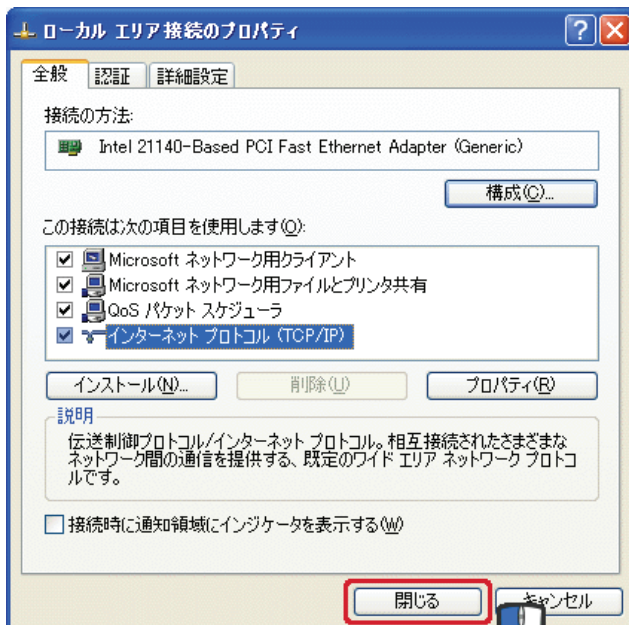 ローカル エリア接続のプロパティ
全般 認証 詳細設定
接続の方法:
Intel 21140-Based PCI Fast Ethernet Adapter (Generic)
構成(C)...
この接続は次の項目を使用します(O):
Microsoft ネットワーク用クライアント
Microsoft ネットワーク用ファイルとプリンタ共有
QoS パケット スケジューラ
インターネット プロトコル (TCP/IP)
インストール(N)... 削除(U) プロパティ(R)
説明
伝送制御プロトコル/インターネット プロトコル。相互接続されたさまざまな
ネットワーク間の通信を提供する、既定のワイド エリア ネットワーク プロトコ
ルです。
接続時に通知領域にインジケータを表示する(W)
閉じる キャンセル